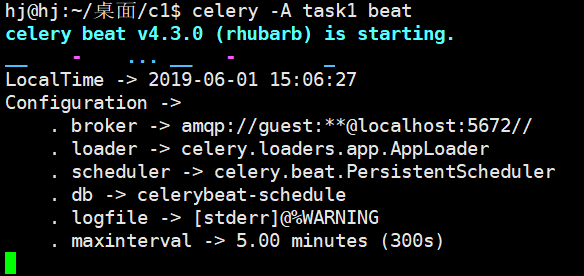 hj@hj:~/桌面/c1$ celery -A task1 beat
celery beat v4.3.0 (rhubarb) is starting.
__    -    ... __   -        _
LocalTime -> 2019-06-01 15:06:27
Configuration ->
    . broker -> amqp://guest:**@localhost:5672//
    . loader -> celery.loaders.app.AppLoader
    . scheduler -> celery.beat.PersistentScheduler
    . db -> celerybeat-schedule
    . logfile -> [stderr]@%WARNING
    . maxinterval -> 5.00 minutes (300s)